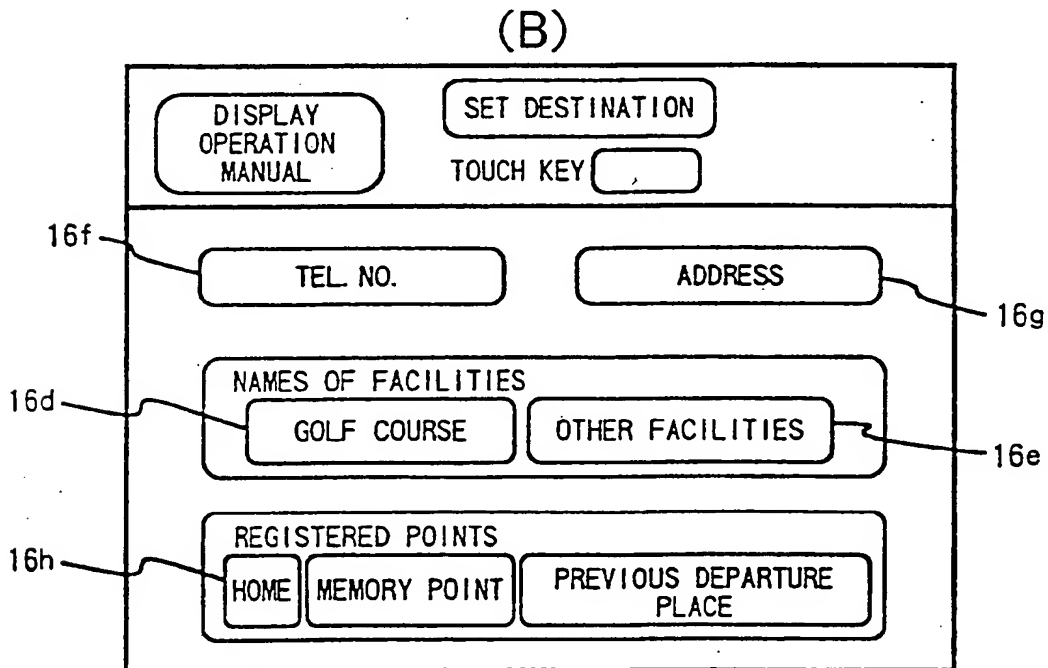 (B)
DISPLAY
OPERATION
MANUAL
SET DESTINATION
TOUCH KEY
16f
TEL. NO.
ADDRESS
16g
NAMES OF FACILITIES
16d
GOLF COURSE
OTHER FACILITIES
16e
REGISTERED POINTS
16h
HOME
MEMORY POINT
PREVIOUS DEPARTURE
PLACE